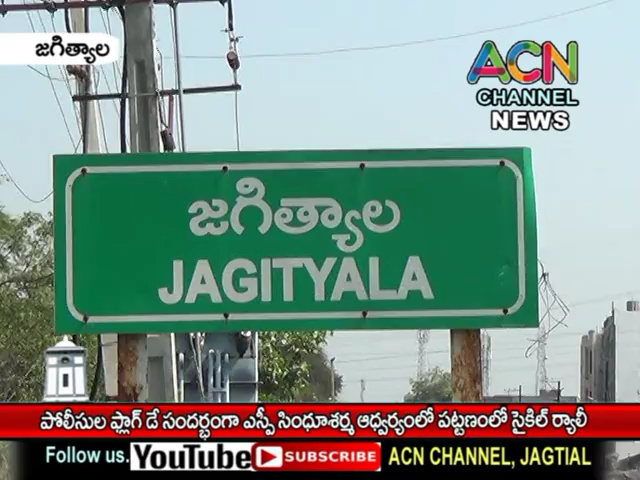 జగిత్యాల
ACN
CHANNEL
NEWS
జగిత్యాల
JAGITYALA
పోలీసుల ఫ్లాగ్ డే సందర్భంగా ఎస్పీ సింధూశర్మ ఆధ్వర్యంలో పట్టణంలో సైకిల్ ర్యాలీ
Follow us. YouTube SUBSCRIBE ACN CHANNEL, JAGTIAL